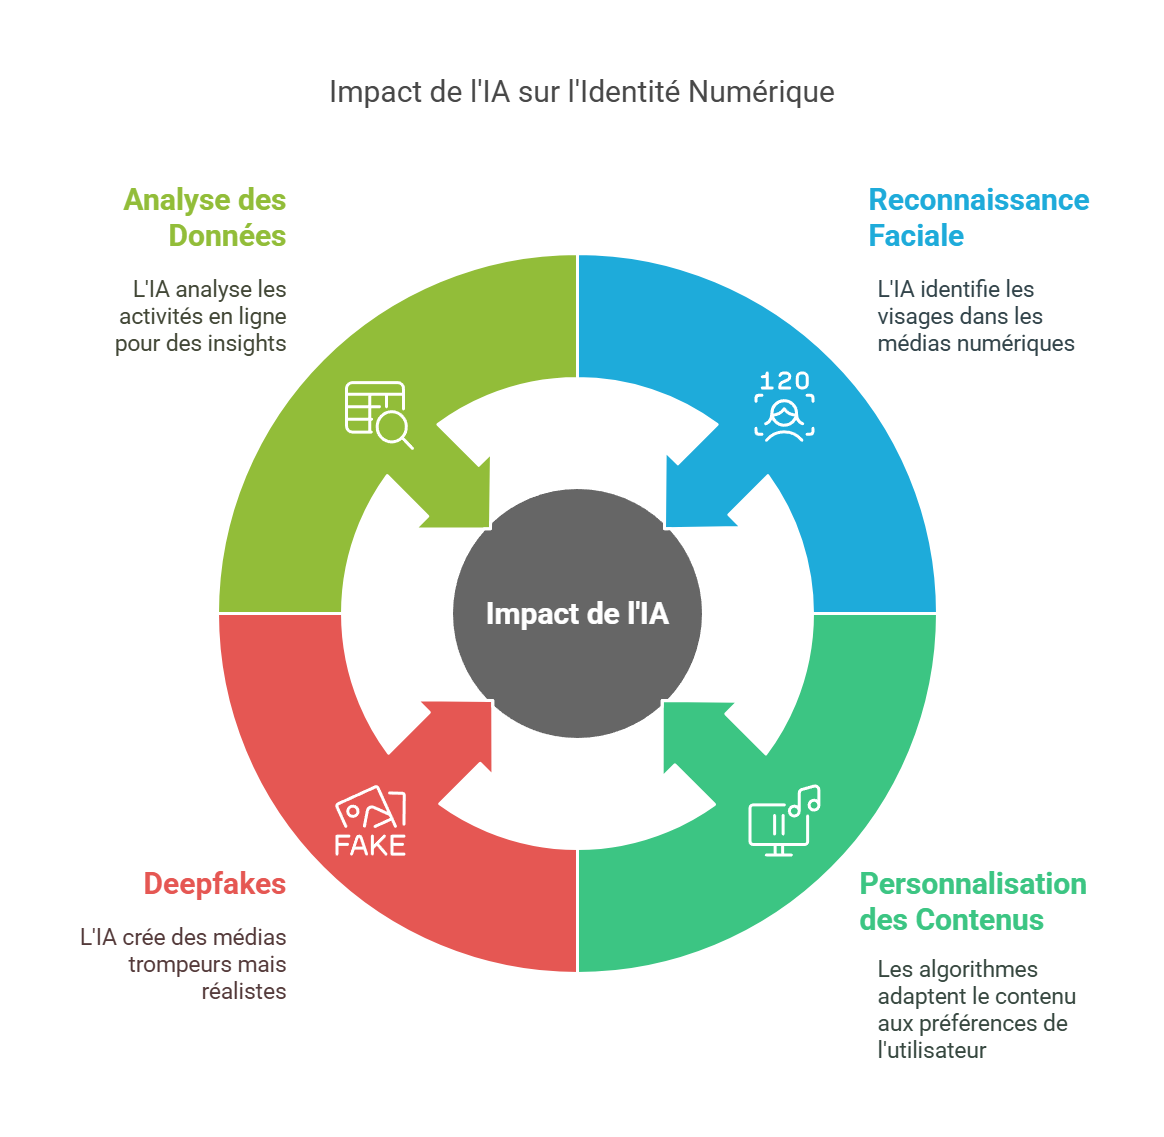 Impact de l'IA sur l'Identité Numérique
Analyse des
Données
L'IA analyse les
activités en ligne
pour des insights
Reconnaissance
Faciale
L'IA identifie les
visages dans les
médias numériques
120
Impact de l'IA
FAKE
Deepfakes
L'IA crée des médias
trompeurs mais
réalistes
Personnalisation
des Contenus
Les algorithmes
adaptent le contenu
aux préférences de
l'utilisateur